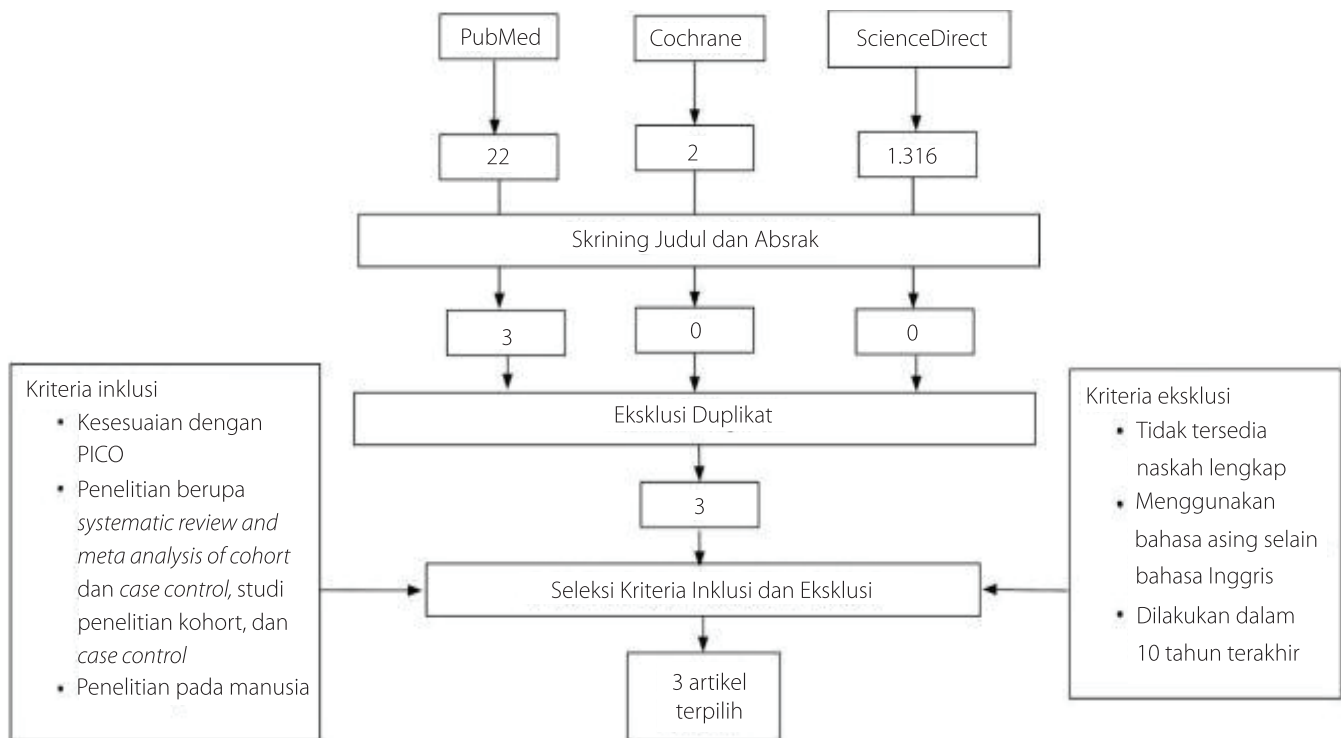 PubMed
Cochrane
ScienceDirect
22
2
1.316
Skrining Judul dan Absrak
3
0
0
Eksklusi Duplikat
3
Kriteria inklusi
• Kesesuaian dengan
PICO
• Penelitian berupa
systematic review and
meta analysis of cohort
dan case control, studi
penelitian kohort, dan
case control
• Penelitian pada manusia
Seleksi Kriteria Inklusi dan Eksklusi
Kriteria eksklusi
• Tidak tersedia
naskah lengkap
• Menggunakan
bahasa asing selain
bahasa Inggris
• Dilakukan dalam
10 tahun terakhir
3 artikel
terpilih